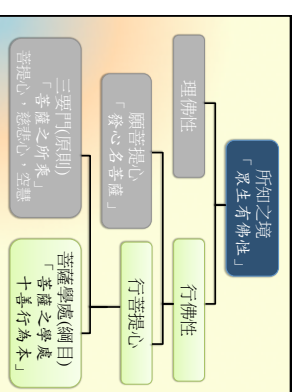 所知之境
「眾生有佛性」
理佛性
行佛性
願菩提心
「發心名菩薩」
行菩提心
三要門(原則)
「菩薩之所乘」
菩提心，慈悲心，空慧
菩薩學處(綱目)
「菩薩之學處
十善行為本」